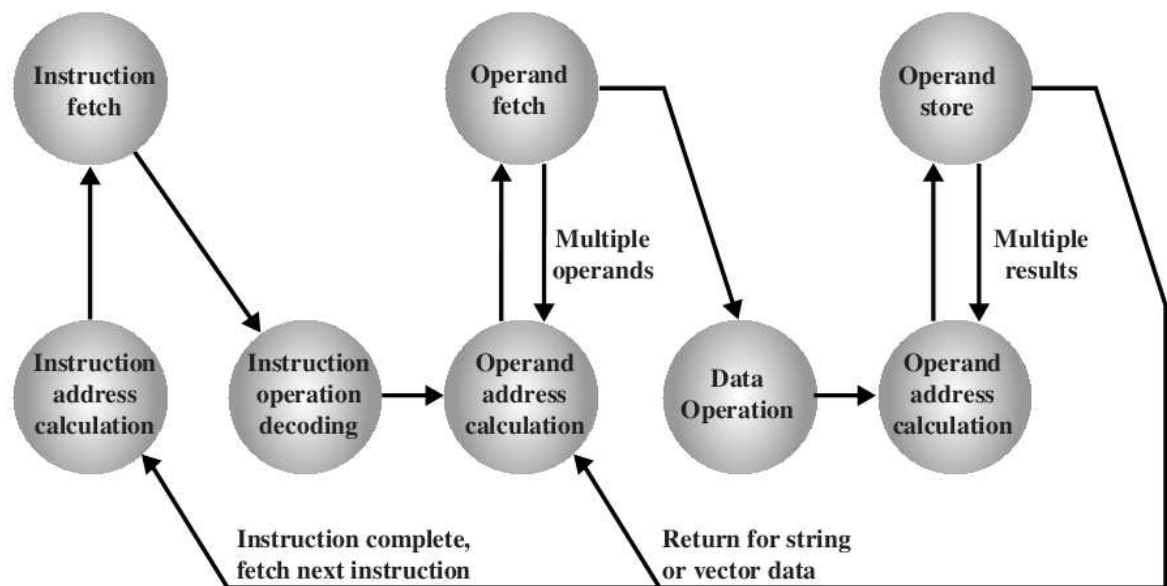 Instruction
fetch
Operand
fetch
Operand
store
Multiple
operands
Multiple
results
Instruction
address
calculation
Instruction
operation
decoding
Operand
address
calculation
Data
Operation
Operand
address
calculation
Instruction complete,
fetch next instruction
Return for string
or vector data